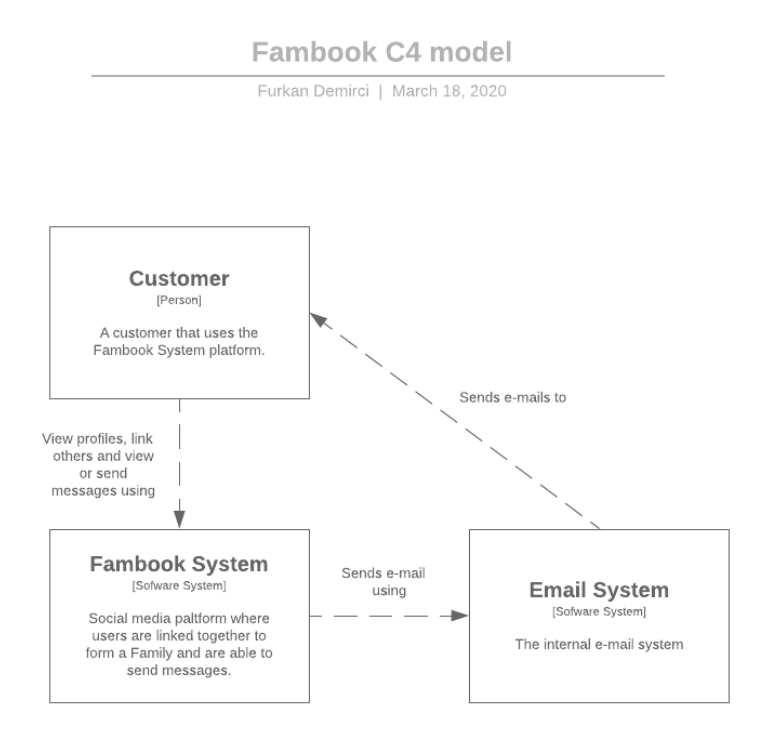 Fambook C4 model
Furkan Demirci | March 18, 2020
Customer
[Person]
A customer that uses the
Fambook System platform.
Sends e-mails to
View profiles, link
others and view
or send
messages using
Fambook System
[Sofware System]
Social media paltform where
users are linked together to
form a Family and are able to
send messages.
Sends e-mail
using
Email System
[Sofware System]
The internal e-mail system